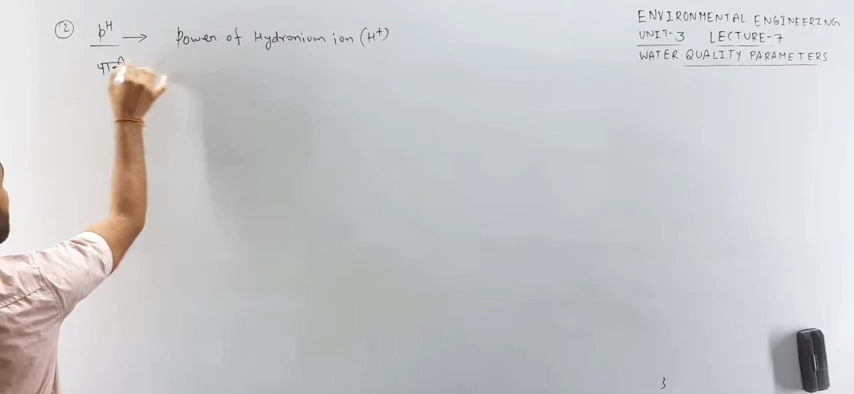 ② pH → Power of Hydronium ion (H+)
ENVIRONMENTAL ENGINEERING
UNIT-3 LECTURE-7
WATER QUALITY PARAMETERS
3